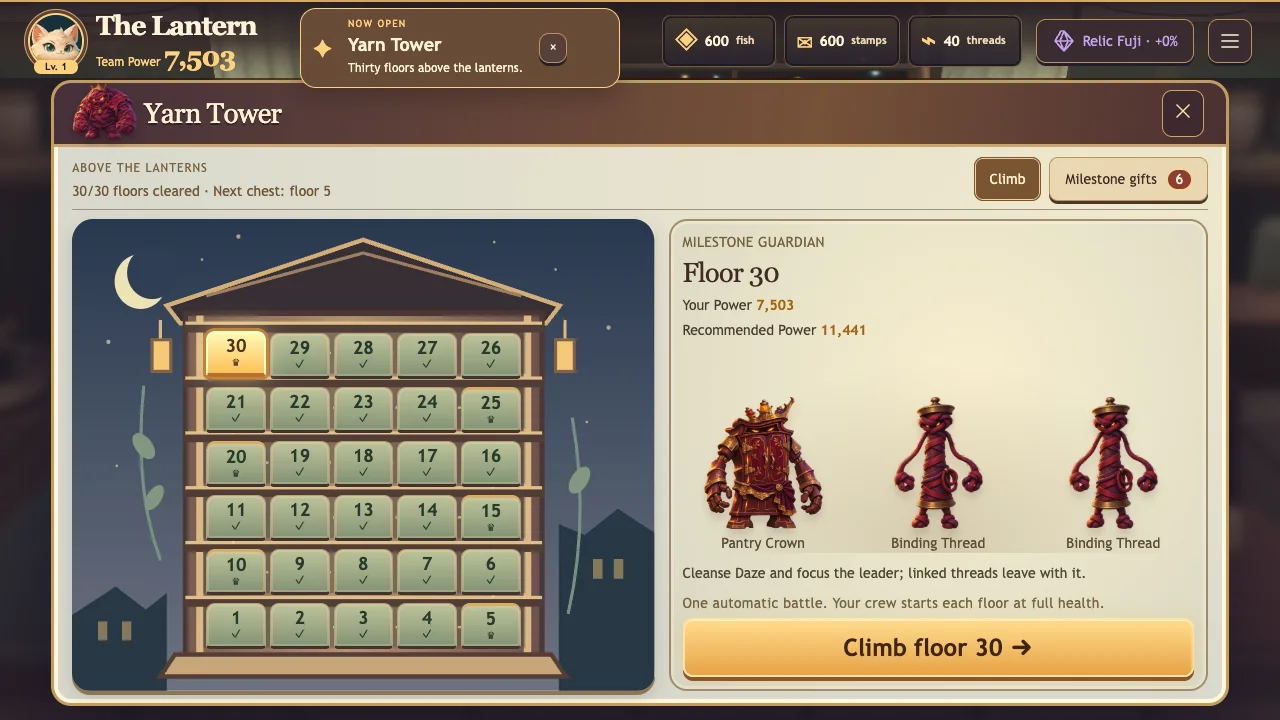 The Lantern
Team Power 7,503
Lv. 1
NOW OPEN
Yarn Tower
Thirty floors above the lanterns.
×
600 fish
600 stamps
40 threads
Relic Fuji · +0%
Yarn Tower
ABOVE THE LANTERNS
30/30 floors cleared · Next chest: floor 5
Climb
Milestone gifts 6
30 29 28 27 26
21 22 23 24 25
20 19 18 17 16
11 12 13 14 15
10 9 8 7 6
1 2 3 4 5
MILESTONE GUARDIAN
Floor 30
Your Power 7,503
Recommended Power 11,441
Pantry Crown
Binding Thread
Binding Thread
Cleanse Daze and focus the leader; linked threads leave with it.
One automatic battle. Your crew starts each floor at full health.
Climb floor 30 →